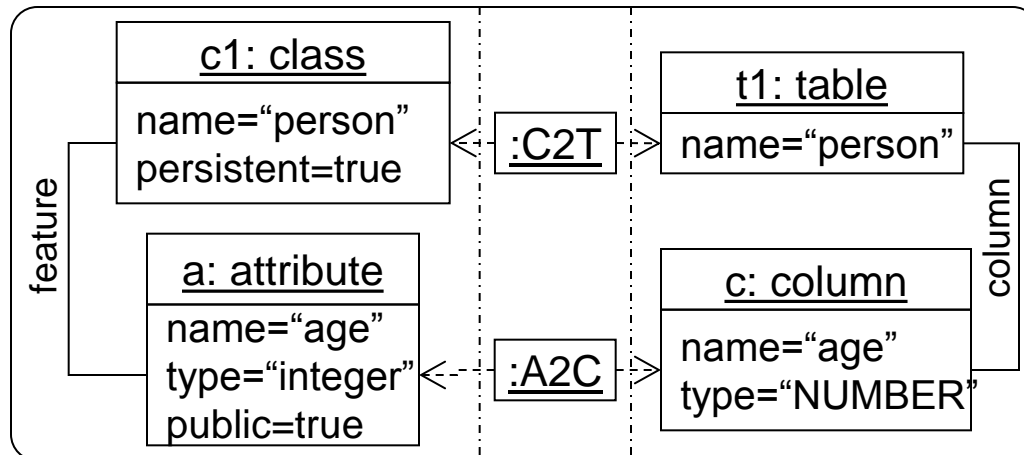 c1: class
name=“person”
persistent=true
:C2T
t1: table
name=“person”
feature
column
a: attribute
name=“age”
type=“integer”
public=true
:A2C
c: column
name=“age”
type=“NUMBER”